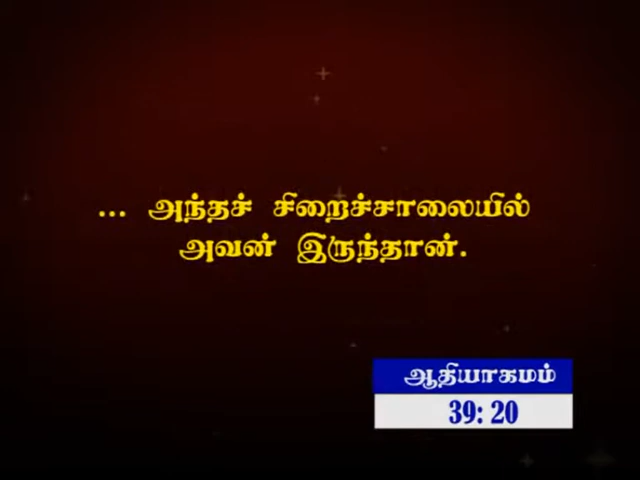 ... அந்தச் சிறைச்சாலையில்
அவன் இருந்தான்.
ஆதியாகமம்
39: 20